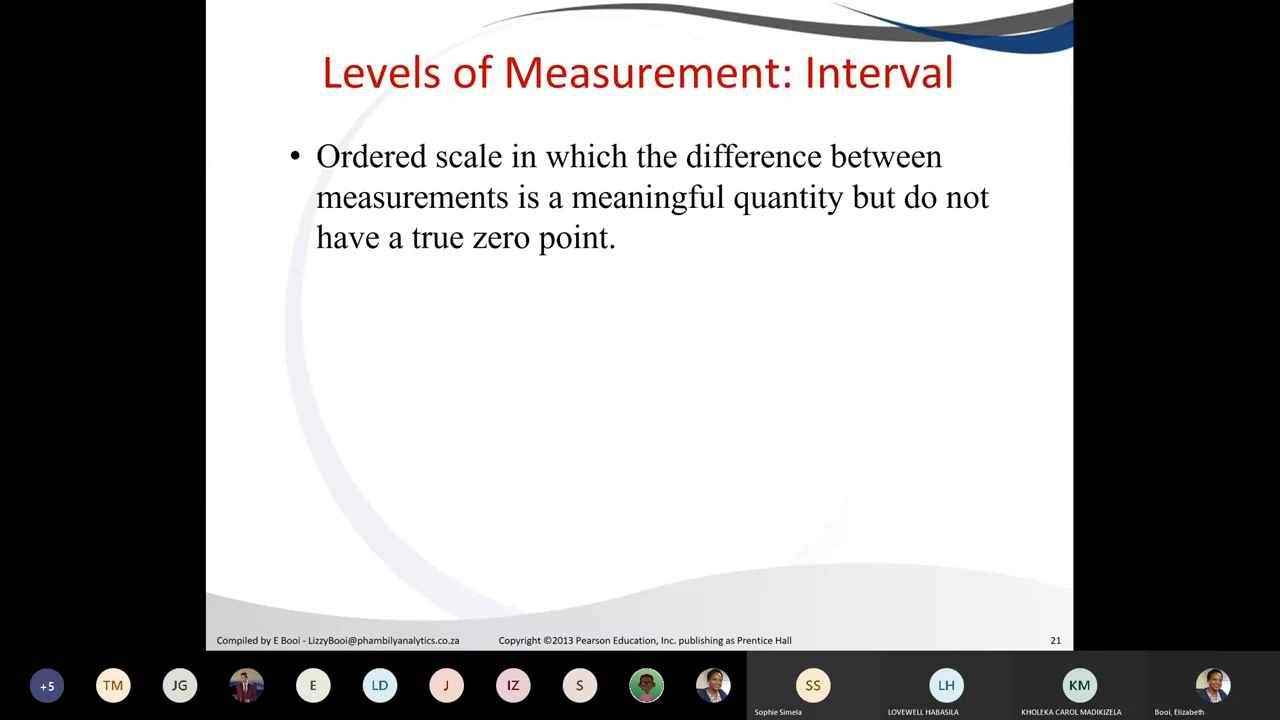 Levels of Measurement: Interval
• Ordered scale in which the difference between
measurements is a meaningful quantity but do not
have a true zero point.
Compiled by E Booi - LizzyBooi@phambilyanalytics.co.za
Copyright ©2013 Pearson Education, Inc. publishing as Prentice Hall
21
+5
TM
JG
E
LD
J
IZ
S
SS
LH
KM
Sophie Simela
LOVEWELL HABASILA
KHOLEKA CAROL MADIKIZELA
Booi, Elizabeth